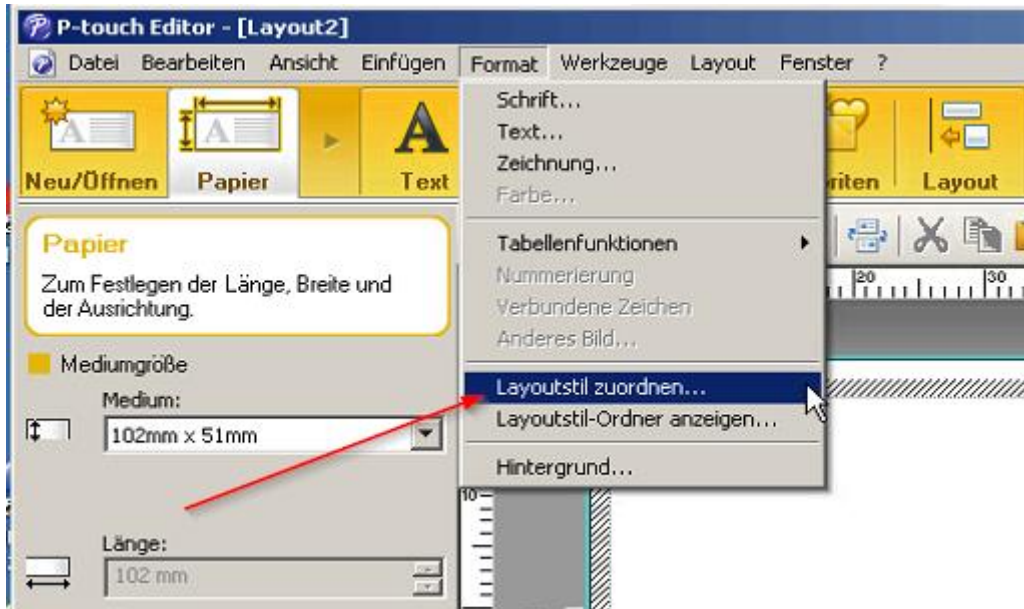 P-touch Editor - [Layout2]
Datei Bearbeiten Ansicht Einfügen Format Werkzeuge Layout Fenster ?
Neu/Öffnen Papier Text Layout
Schrift...
Text...
Zeichnung...
Farbe...
Tabellenfunktionen
Nummerierung
Verbundene Zeichen
Anderes Bild...
Layoutstil zuordnen...
Layoutstil-Ordner anzeigen...
Hintergrund...
Papier
Zum Festlegen der Länge, Breite und
der Ausrichtung.
Mediumgröße
Medium:
102mm x 51mm
Länge:
102 mm
20 30
10